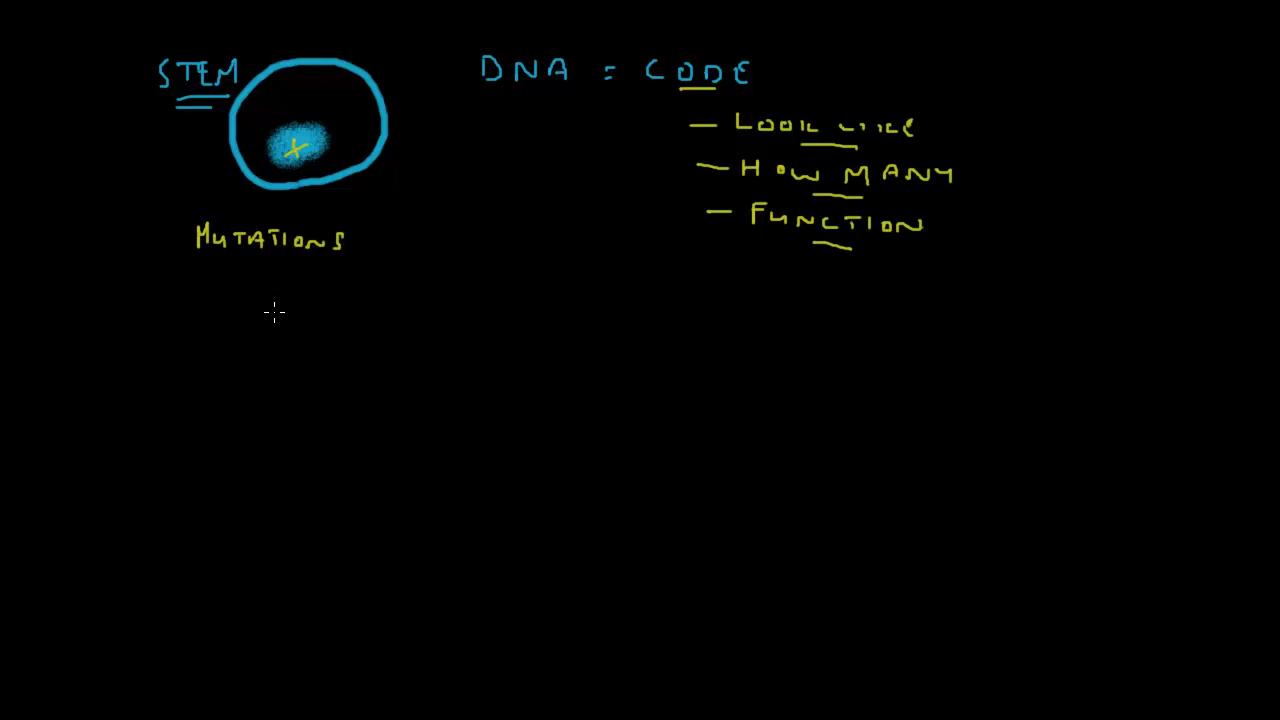 STEM
DNA = CODE
- LOOK LIKE
- HOW MANY
- FUNCTION
MUTATIONS